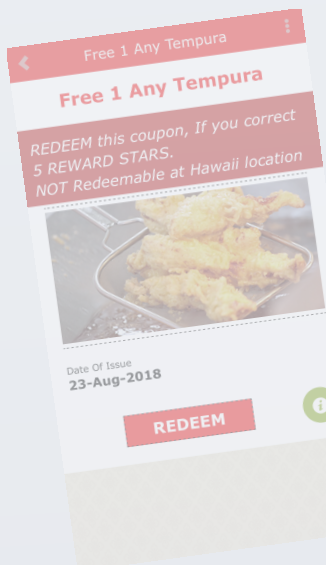 Free 1 Any Tempura
Free 1 Any Tempura
REDEEM this coupon, If you correct
5 REWARD STARS.
NOT Redeemable at Hawaii location
Date Of Issue
23-Aug-2018
REDEEM